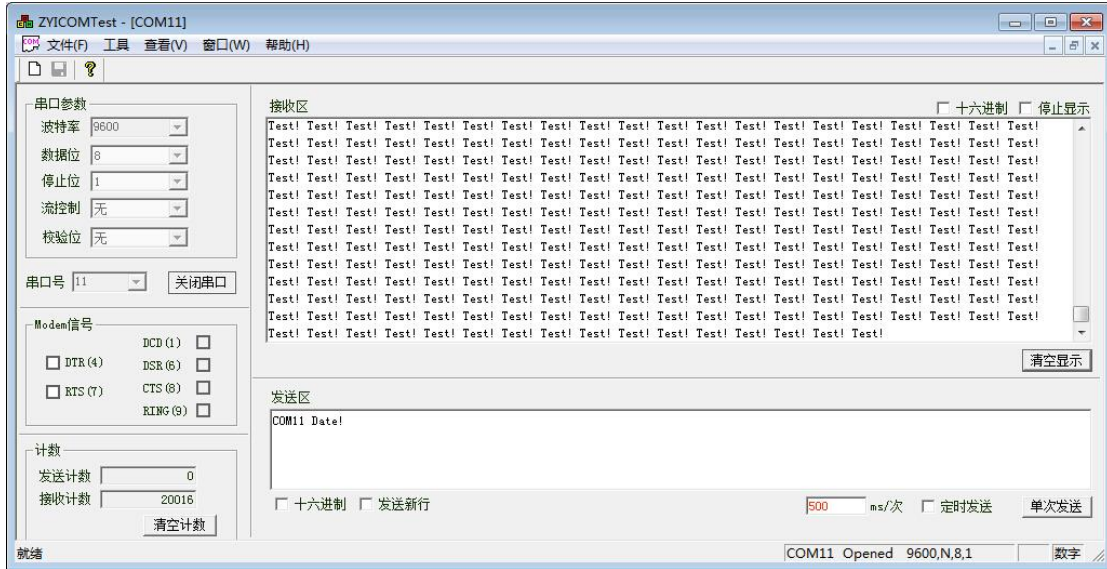 ZYICOMTest - [COM11]
文件(F) 工具 查看(V) 窗口(W) 帮助(H)
串口参数
波特率 9600
数据位 8
停止位 1
流控制 无
校验位 无
串口号 11 关闭串口
Modem信号
DCD(1)
DTR(4) DSR(6)
RTS(7) CTS(8)
RING(9)
计数
发送计数 0
接收计数 20016
清空计数
接收区 十六进制 停止显示
Test! Test! Test! Test! Test! Test! Test! Test! Test! Test! Test! Test! Test! Test! Test! Test! Test! Test! Test! Test!
Test! Test! Test! Test! Test! Test! Test! Test! Test! Test! Test! Test! Test! Test! Test! Test! Test! Test! Test! Test!
Test! Test! Test! Test! Test! Test! Test! Test! Test! Test! Test! Test! Test! Test! Test! Test! Test! Test! Test! Test!
Test! Test! Test! Test! Test! Test! Test! Test! Test! Test! Test! Test! Test! Test! Test! Test! Test! Test! Test! Test!
Test! Test! Test! Test! Test! Test! Test! Test! Test! Test! Test! Test! Test! Test! Test! Test! Test! Test! Test! Test!
Test! Test! Test! Test! Test! Test! Test! Test! Test! Test! Test! Test! Test! Test! Test! Test! Test! Test! Test! Test!
Test! Test! Test! Test! Test! Test! Test! Test! Test! Test! Test! Test! Test! Test! Test! Test! Test! Test! Test! Test!
Test! Test! Test! Test! Test! Test! Test! Test! Test! Test! Test! Test! Test! Test! Test! Test! Test! Test! Test! Test!
Test! Test! Test! Test! Test! Test! Test! Test! Test! Test! Test! Test! Test! Test! Test! Test! Test! Test! Test! Test!
Test! Test! Test! Test! Test! Test! Test! Test! Test! Test! Test! Test! Test! Test! Test! Test! Test! Test! Test! Test!
Test! Test! Test! Test! Test! Test! Test! Test! Test! Test! Test! Test! Test! Test! Test! Test! Test! Test! Test! Test!
Test! Test! Test! Test! Test! Test! Test! Test! Test! Test! Test! Test! Test! Test! Test! Test! Test! Test! Test! Test!
Test! Test! Test! Test! Test! Test! Test! Test! Test! Test! Test! Test! Test! Test! Test! Test!
清空显示
发送区
COM11 Date!
十六进制 发送新行 500 ms/次 定时发送 单次发送
就绪 COM11 Opened 9600,N,8,1 数字